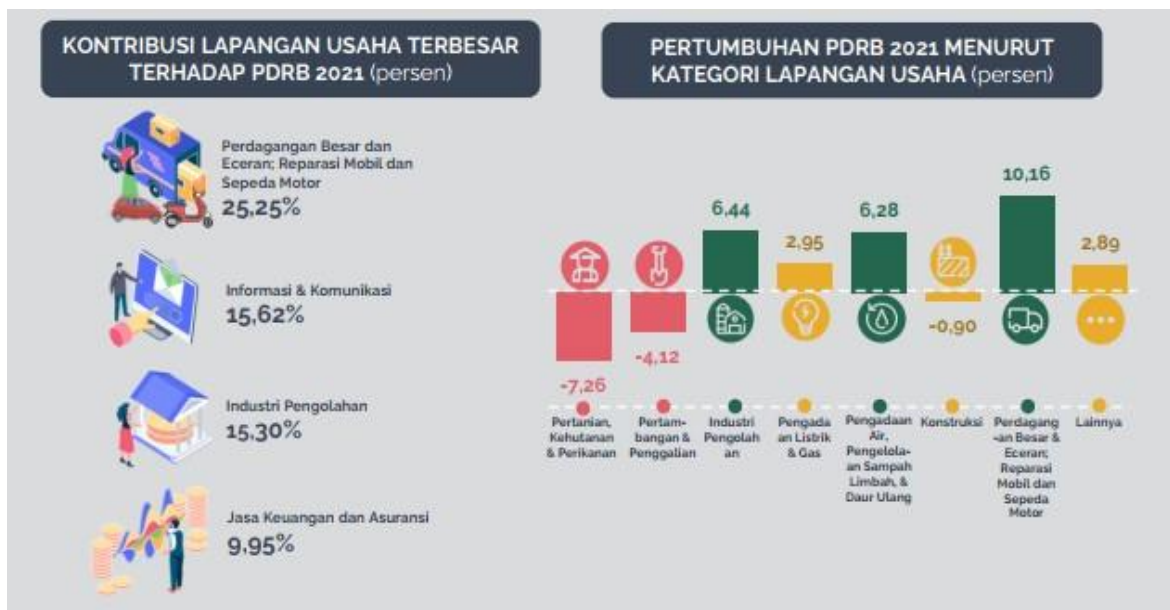 KONTRIBUSI LAPANGAN USAHA TERBESAR
TERHADAP PDRB 2021 (persen)
Perdagangan Besar dan
Eceran; Reparasi Mobil dan
Sepeda Motor
25,25%
Informasi & Komunikasi
15,62%
Industri Pengolahan
15,30%
Jasa Keuangan dan Asuransi
9,95%
PERTUMBUHAN PDRB 2021 MENURUT
KATEGORI LAPANGAN USAHA (persen)
-7,26
-4,12
6,44
2,95
6,28
-0,90
10,16
2,89
Pertanian,
Kehutanan
& Perikanan
Pertam-
bangan &
Penggalian
Industri
Pengolah
an
Pengada
an Listrik
& Gas
Pengadaan
Air,
Pengelola-
an Sampah
Limbah, &
Daur Ulang
Konstruksi
Perdagang
-an Besar &
Eceran;
Reparasi
Mobil dan
Sepeda
Motor
Lainnya